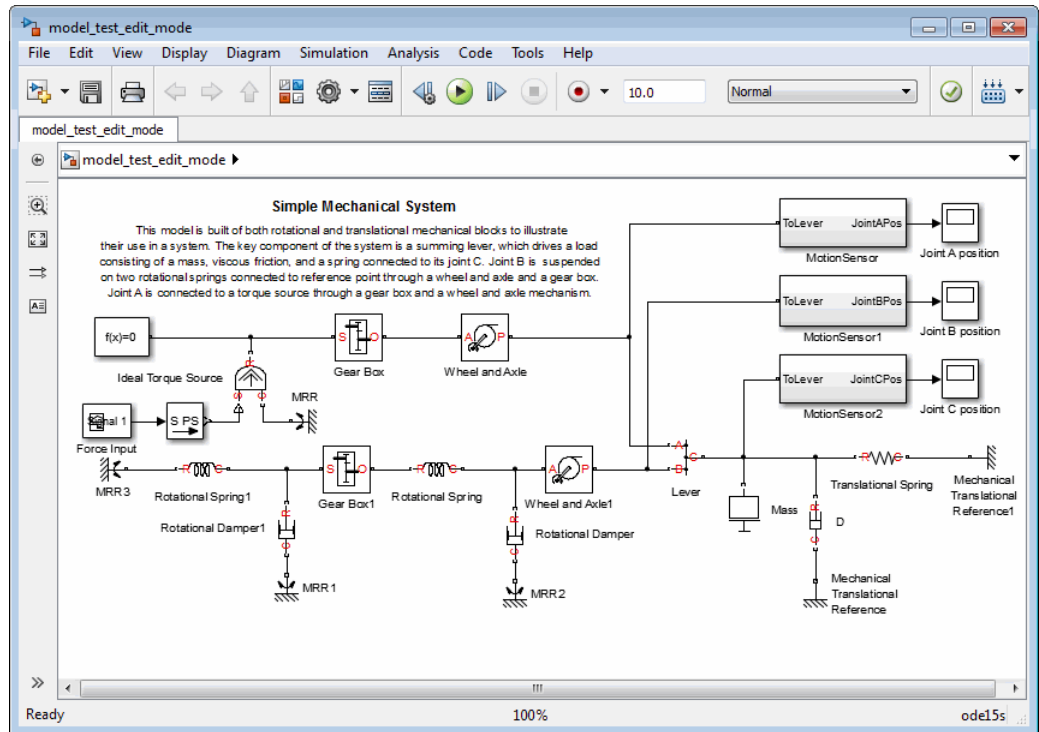 model_test_edit_mode
File Edit View Display Diagram Simulation Analysis Code Tools Help
10.0 Normal
model_test_edit_mode
model_test_edit_mode
Simple Mechanical System
This model is built of both rotational and translational mechanical blocks to illustrate
their use in a system. The key component of the system is a summing lever, which drives a load
consisting of a mass, viscous friction, and a spring connected to its joint C. Joint B is suspended
on two rotational springs connected to reference point through a wheel and axle and a gear box.
Joint A is connected to a torque source through a gear box and a wheel and axle mechanism.
ToLever JointAPos
MotionSensor
Joint A position
ToLever JointBPos
MotionSensor1
Joint B position
ToLever JointCPos
MotionSensor2
Joint C position
f(x)=0
S O
Gear Box
A P
Wheel and Axle
Ideal Torque Source
R
S C
MRR
Signal 1
S PS
Force Input
MRR3
R C
Rotational Spring1
S O
Gear Box1
R C
Rotational Spring
A P
Wheel and Axle1
A
B
C
Lever
R C
Translational Spring
Mechanical
Translational
Reference1
Mass
R
D
C
R
Rotational Damper1
C
R
Rotational Damper
C
MRR1
MRR2
Mechanical
Translational
Reference
Ready 100% ode15s